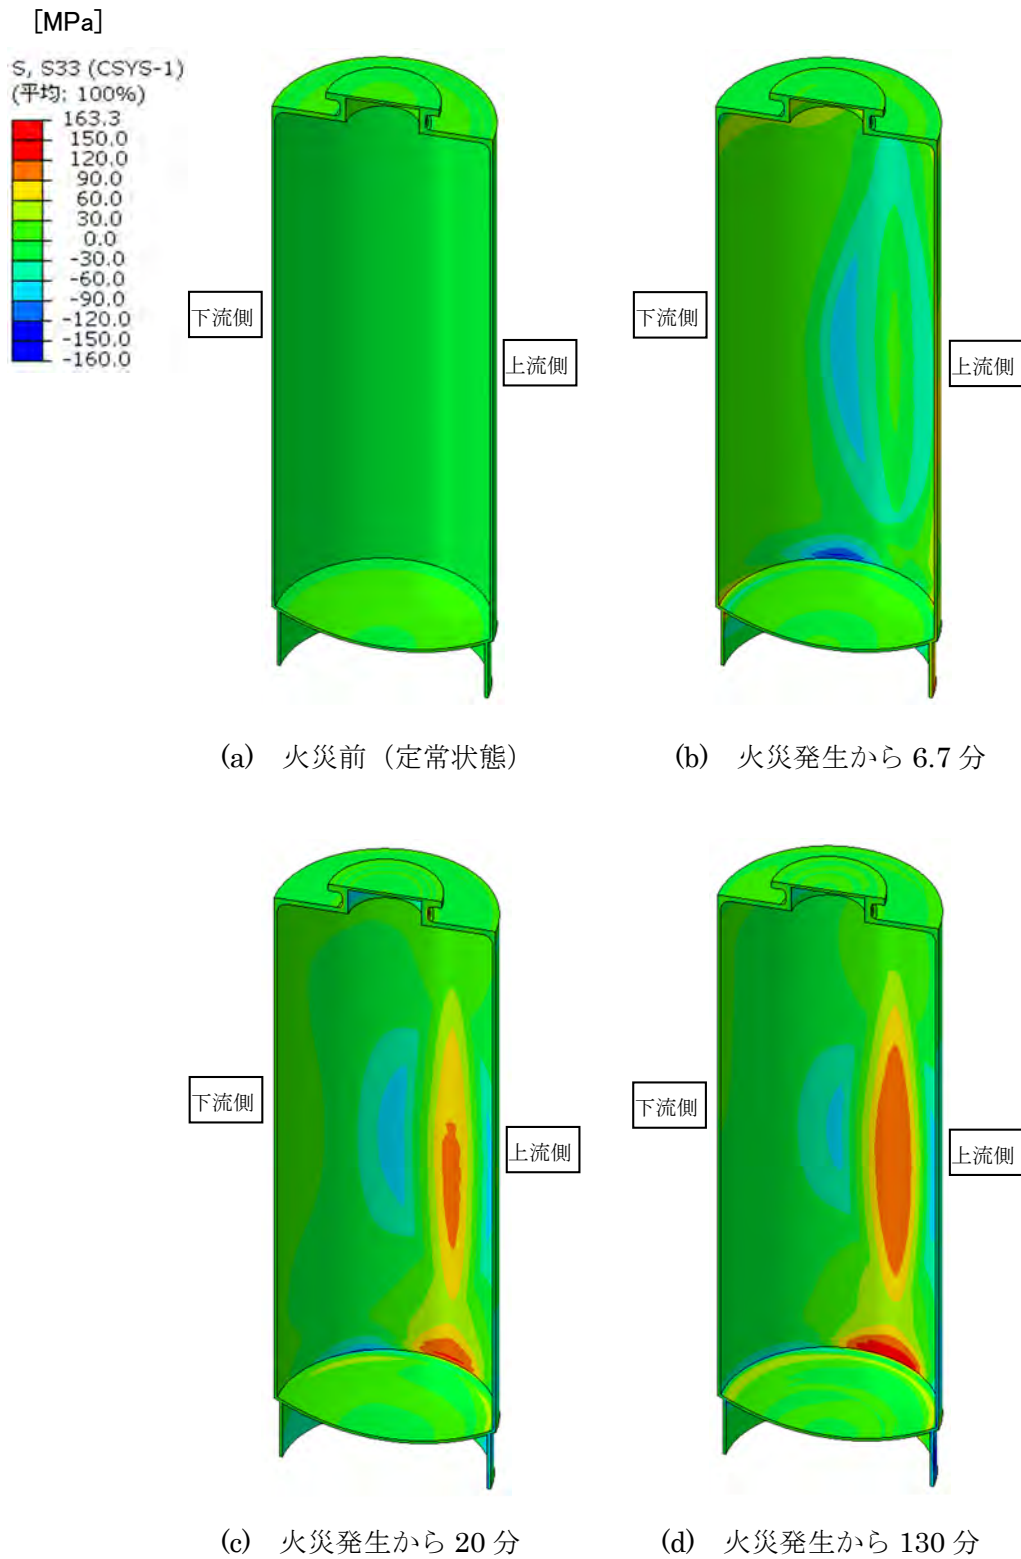 [MPa]
S, S33 (CSYS-1)
(平均: 100%)
163.3
150.0
120.0
90.0
60.0
30.0
0.0
-30.0
-60.0
-90.0
-120.0
-150.0
-160.0
下流側
上流側
下流側
上流側
(a) 火災前（定常状態）
(b) 火災発生から 6.7 分
下流側
上流側
下流側
上流側
(c) 火災発生から 20 分
(d) 火災発生から 130 分